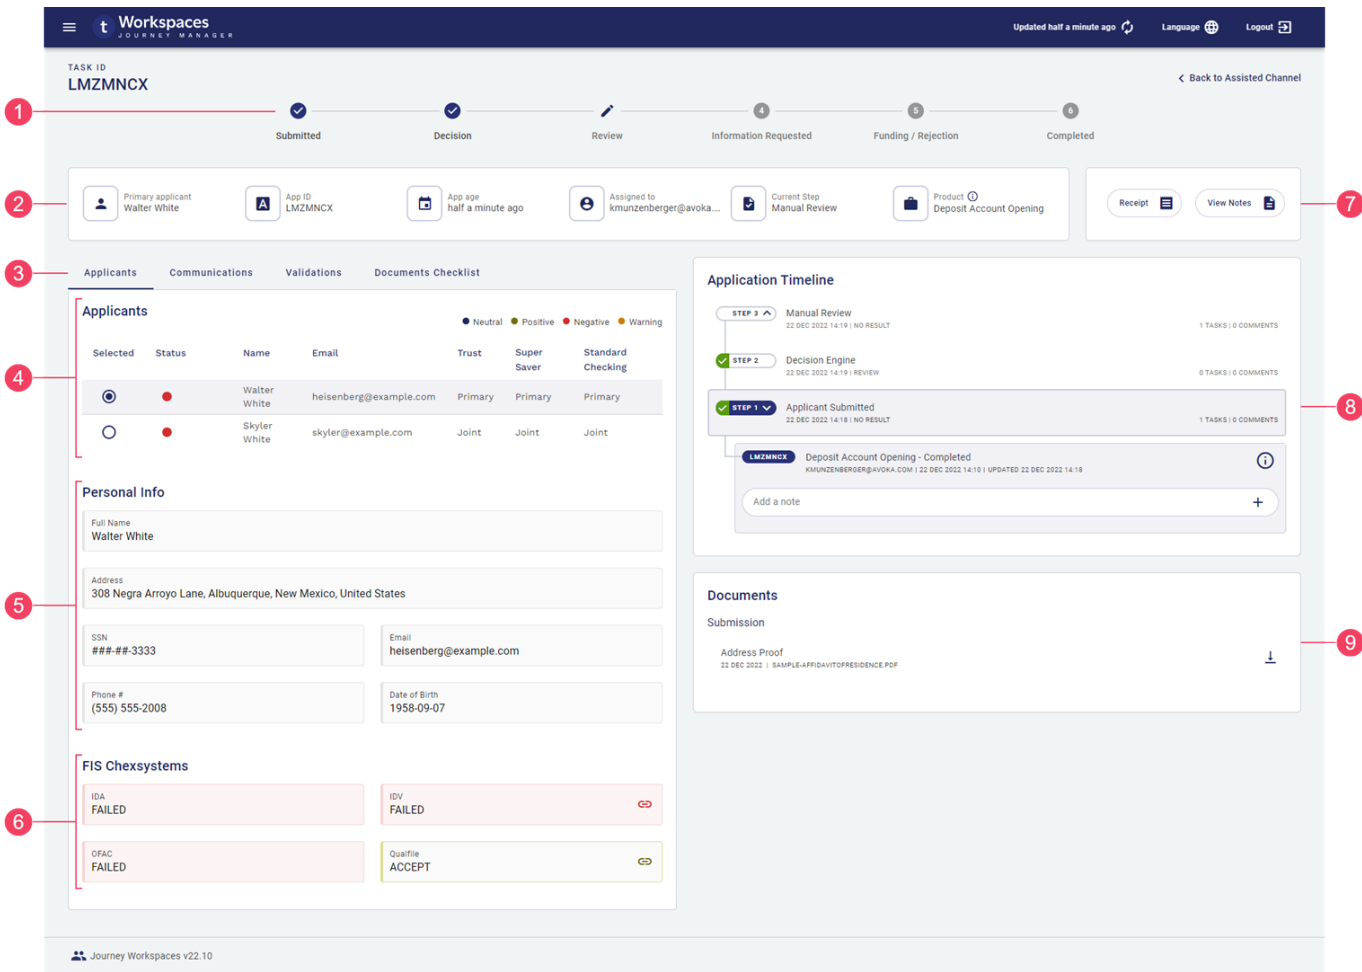 t Workspaces
JOURNEY MANAGER
Updated half a minute ago
Language
Logout
TASK ID
LMZMNCX
Back to Assisted Channel
1
4
5
6
Submitted
Decision
Review
Information Requested
Funding / Rejection
Completed
2
Primary applicant
Walter White
A
App ID
LMZMNCX
App age
half a minute ago
Assigned to
kmunzenberger@avoka...
Current Step
Manual Review
Product
Deposit Account Opening
Receipt
View Notes
7
3
Applicants
Communications
Validations
Documents Checklist
Applicants
Neutral
Positive
Negative
Warning
4
Selected
Status
Name
Email
Trust
Super
Saver
Standard
Checking
Walter
White
heisenberg@example.com
Primary
Primary
Primary
Skyler
White
skyler@example.com
Joint
Joint
Joint
5
Personal Info
Full Name
Walter White
Address
308 Negra Arroyo Lane, Albuquerque, New Mexico, United States
SSN
###-##-3333
Email
heisenberg@example.com
Phone #
(555) 555-2008
Date of Birth
1958-09-07
6
FIS Chexsystems
IDA
FAILED
IDV
FAILED
OFAC
FAILED
Qualfile
ACCEPT
Application Timeline
STEP 3
Manual Review
22 DEC 2022 14:19 | NO RESULT
1 TASKS | 0 COMMENTS
STEP 2
Decision Engine
22 DEC 2022 14:19 | REVIEW
0 TASKS | 0 COMMENTS
8
STEP 1
Applicant Submitted
22 DEC 2022 14:18 | NO RESULT
1 TASKS | 0 COMMENTS
LMZMNCX
Deposit Account Opening - Completed
KMUNZENBERGER@AVOKA.COM | 22 DEC 2022 14:10 | UPDATED 22 DEC 2022 14:18
Add a note
Documents
Submission
9
Address Proof
22 DEC 2022 | SAMPLE-AFFIDAVITOFRESIDENCE.PDF
Journey Workspaces v22.10